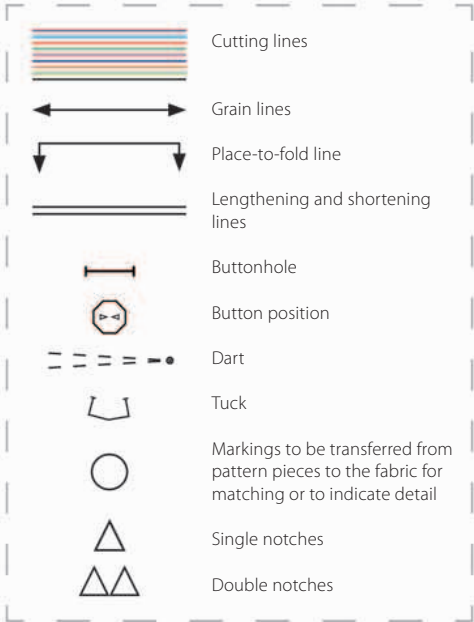 Cutting lines
Grain lines
Place-to-fold line
Lengthening and shortening
lines
Buttonhole
Button position
Dart
Tuck
Markings to be transferred from
pattern pieces to the fabric for
matching or to indicate detail
Single notches
Double notches